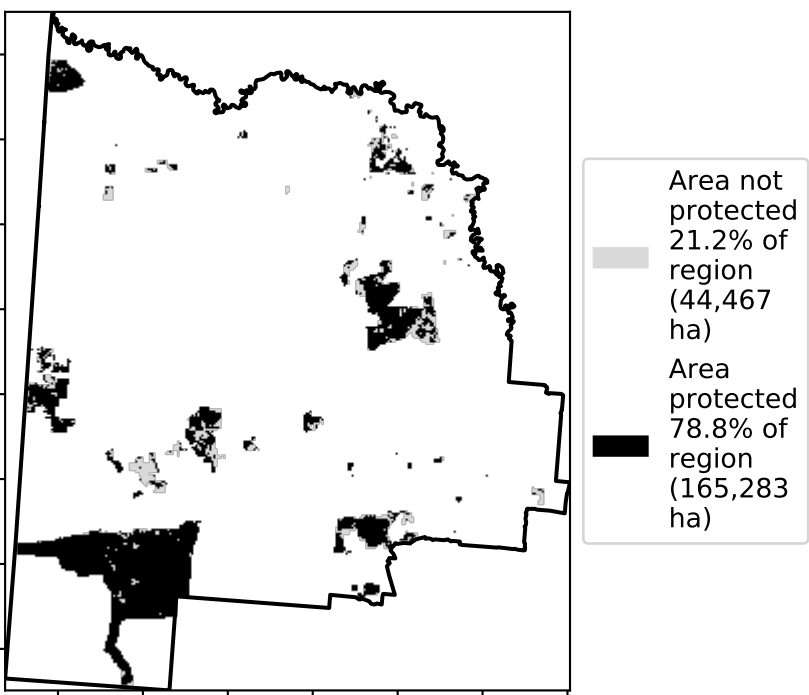 Area not
protected
21.2% of
region
(44,467
ha)
Area
protected
78.8% of
region
(165,283
ha)